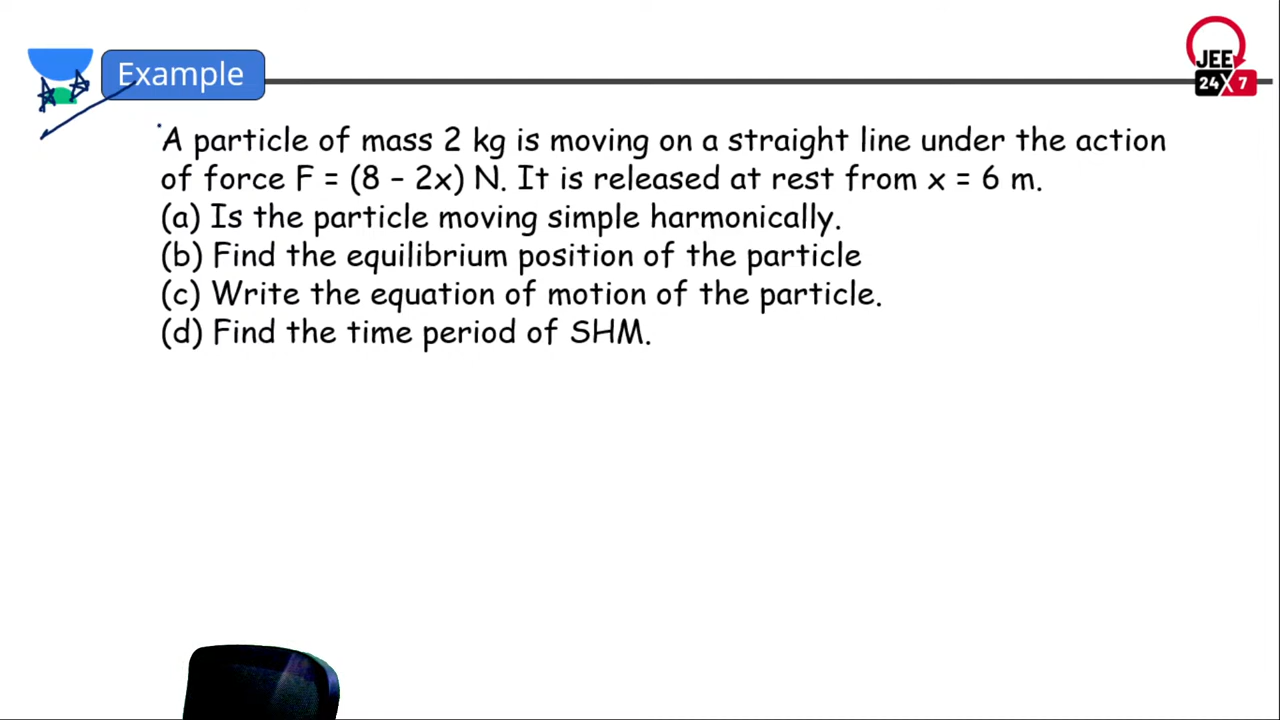 Example
JEE
24X7
A particle of mass 2 kg is moving on a straight line under the action
of force F = (8 – 2x) N. It is released at rest from x = 6 m.
(a) Is the particle moving simple harmonically.
(b) Find the equilibrium position of the particle
(c) Write the equation of motion of the particle.
(d) Find the time period of SHM.